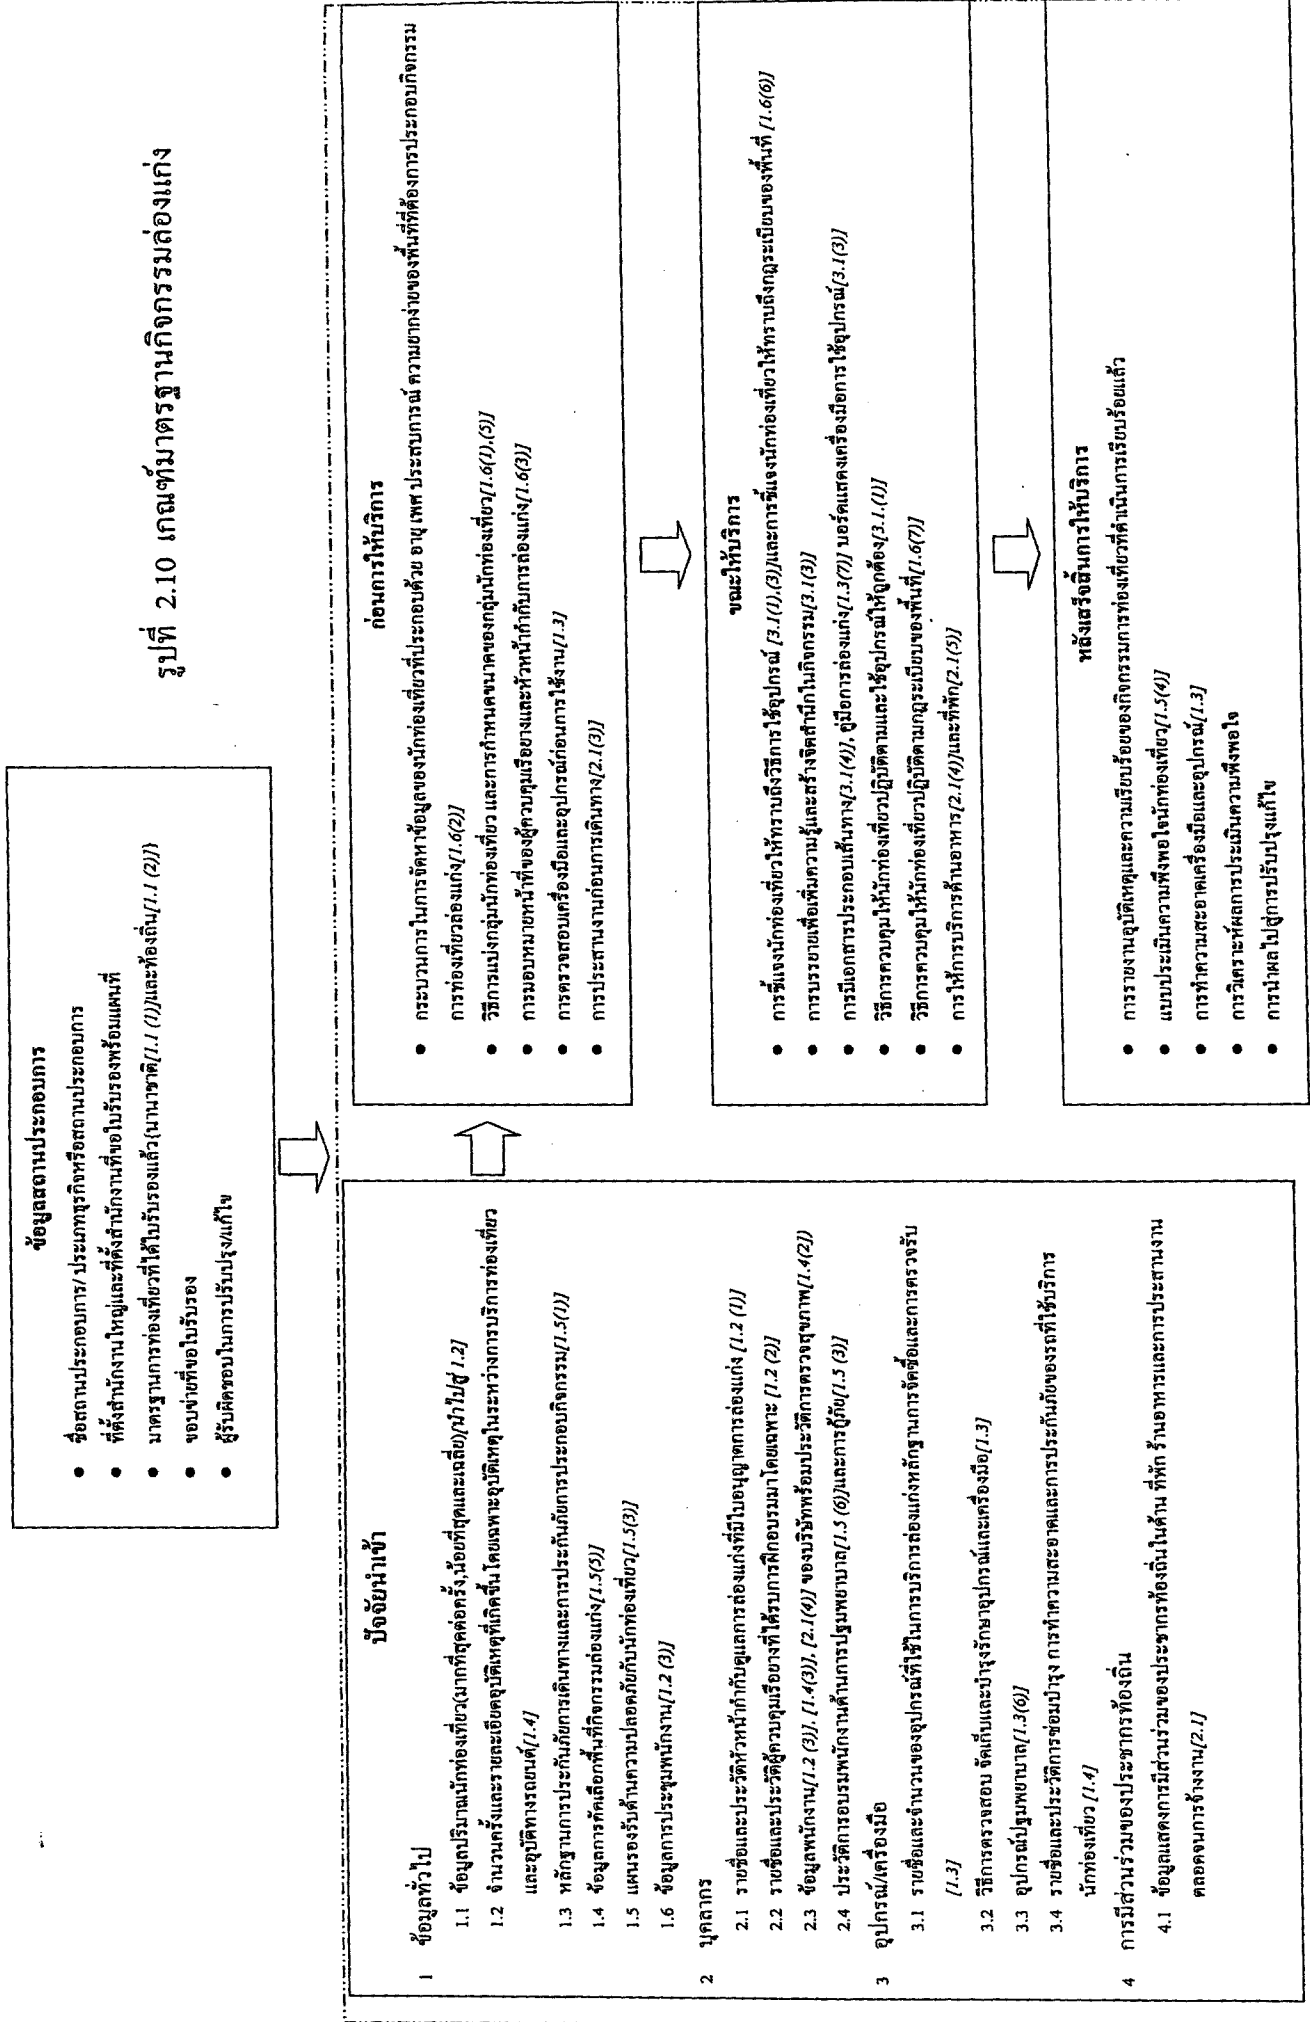 รูปที่ 2.10 เกณฑ์มาตรฐานกิจกรรมล่องแก่ง
ข้อมูลสถานประกอบการ
● ชื่อสถานประกอบการ/ ประเภทธุรกิจหรือสถานประกอบการ
● ที่ตั้งสำนักงานใหญ่และที่ตั้งสำนักงานที่ขอใบรับรองพร้อมแผนที่
● มาตรฐานการท่องเที่ยวที่ได้ใบรับรองแล้ว{นานาชาติ[1.1 (1)]และท้องถิ่น[1.1 (2)]}
● ขอบข่ายที่ขอใบรับรอง
● ผู้รับผิดชอบในการปรับปรุง/แก้ไข
ปัจจัยนำเข้า
1 ข้อมูลทั่วไป
1.1 ข้อมูลปริมาณนักท่องเที่ยว(มากที่สุดต่อครั้ง,น้อยที่สุดและเฉลี่ย)[นำไปสู่ 1.2]
1.2 จำนวนครั้งและรายละเอียดอุบัติเหตุที่เกิดขึ้น โดยเฉพาะอุบัติเหตุในระหว่างการบริการท่องเที่ยว
และอุบัติทางรถยนต์[1.4]
1.3 หลักฐานการประกันภัยการเดินทางและการประกันภัยการประกอบกิจกรรม[1.5(1)]
1.4 ข้อมูลการคัดเลือกพื้นที่กิจกรรมล่องแก่ง[1.5(5)]
1.5 แผนรองรับด้านความปลอดภัยกับนักท่องเที่ยว[1.5(3)]
1.6 ข้อมูลการประชุมพนักงาน[1.2 (3)]
2 บุคลากร
2.1 รายชื่อและประวัติหัวหน้ากำกับดูแลการล่องแก่งที่มีใบอนุญาตการล่องแก่ง [1.2 (1)]
2.2 รายชื่อและประวัติผู้ควบคุมเรือยางที่ได้รบการฝึกอบรมมาโดยเฉพาะ [1.2 (2)]
2.3 ข้อมูลพนักงาน[1.2 (3)], [1.4(3)], [2.1(4)] ของบริษัทพร้อมประวัติการตรวจสุขภาพ[1.4(2])
2.4 ประวัติการอบรมพนักงานด้านการปฐมพยาบาล[1.5 (6)]และการกู้ภัย[1.5 (3)]
3 อุปกรณ์/เครื่องมือ
3.1 รายชื่อและจำนวนของอุปกรณ์ที่ใช้ในการบริการล่องแก่งหลักฐานการจัดซื้อและการตรวจรับ
[1.3]
3.2 วิธีการตรวจสอบ จัดเก็บและบำรุงรักษาอุปกรณ์และเครื่องมือ[1.3]
3.3 อุปกรณ์ปฐมพยาบาล[1.3(6)]
3.4 รายชื่อและประวัติการซ่อมบำรุง การทำความสะอาดและการประกันภัยของรถที่ใช้บริการ
นักท่องเที่ยว [1.4]
4 การมีส่วนร่วมของประชากรท้องถิ่น
4.1 ข้อมูลแสดงการมีส่วนร่วมของประชากรท้องถิ่นในด้าน ที่พัก ร้านอาหารและการประสานงาน
ตลอดจนการจ้างงาน[2.1]
ก่อนการให้บริการ
● กระบวนการในการจัดหาข้อมูลของนักท่องเที่ยวที่ประกอบด้วย อายุ เพศ ประสบการณ์ ความยากง่ายของพื้นที่ที่ต้องการประกอบกิจกรรม
การท่องเที่ยวล่องแก่ง[1.6(2)]
● วิธีการแบ่งกลุ่มนักท่องเที่ยว และการกำหนดขนาดของกลุ่มนักท่องเที่ยว[1.6(1),(5)]
● การมอบหมายหน้าที่ของผู้ควบคุมเรือยางและหัวหน้ากำกับการล่องแก่ง[1.6(3)]
● การตรวจสอบเครื่องมือและอุปกรณ์ก่อนการใช้งาน[1.3]
● การประสานงานก่อนการเดินทาง[2.1(3)]
ขณะให้บริการ
● การชี้แจงนักท่องเที่ยวให้ทราบถึงวิธีการใช้อุปกรณ์ [3.1(1),(3)]และการชี้แจงนักท่องเที่ยวให้ทราบถึงกฎระเบียบของพื้นที่ [1.6(6)]
● การบรรยายเพื่อเพิ่มความรู้และสร้างจิตสำนึกในกิจกรรม[3.1(3)]
● การมีเอกสารประกอบเส้นทาง[3.1(4)], คู่มือการล่องแก่ง[1.3(7)] บอร์ดแสดงเครื่องมือการใช้อุปกรณ์[3.1(3)]
● วิธีการควบคุมให้นักท่องเที่ยวปฏิบัติตามและใช้อุปกรณ์ให้ถูกต้อง[3.1.(1)]
● วิธีการควบคุมให้นักท่องเที่ยวปฏิบัติตามกฎระเบียบของพื้นที่[1.6(7)]
● การให้การบริการด้านอาหาร[2.1(4)]และที่พัก[2.1(5)]
หลังเสร็จสิ้นการให้บริการ
● การรายงานอุบัติเหตุและความเรียบร้อยของกิจกรรมการท่องเที่ยวที่ดำเนินการเรียบร้อยแล้ว
● แบบประเมินความพึงพอใจนักท่องเที่ยว[1.5(4)]
● การทำความสะอาดเครื่องมือและอุปกรณ์[1.3]
● การวิเคราะห์ผลการประเมินความพึงพอใจ
● การนำผลไปสู่การปรับปรุงแก้ไข